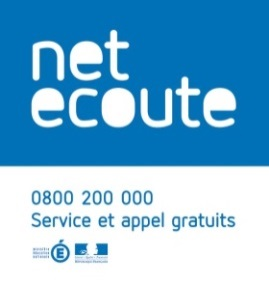 net
ecoute
0800 200 000
Service et appel gratuits